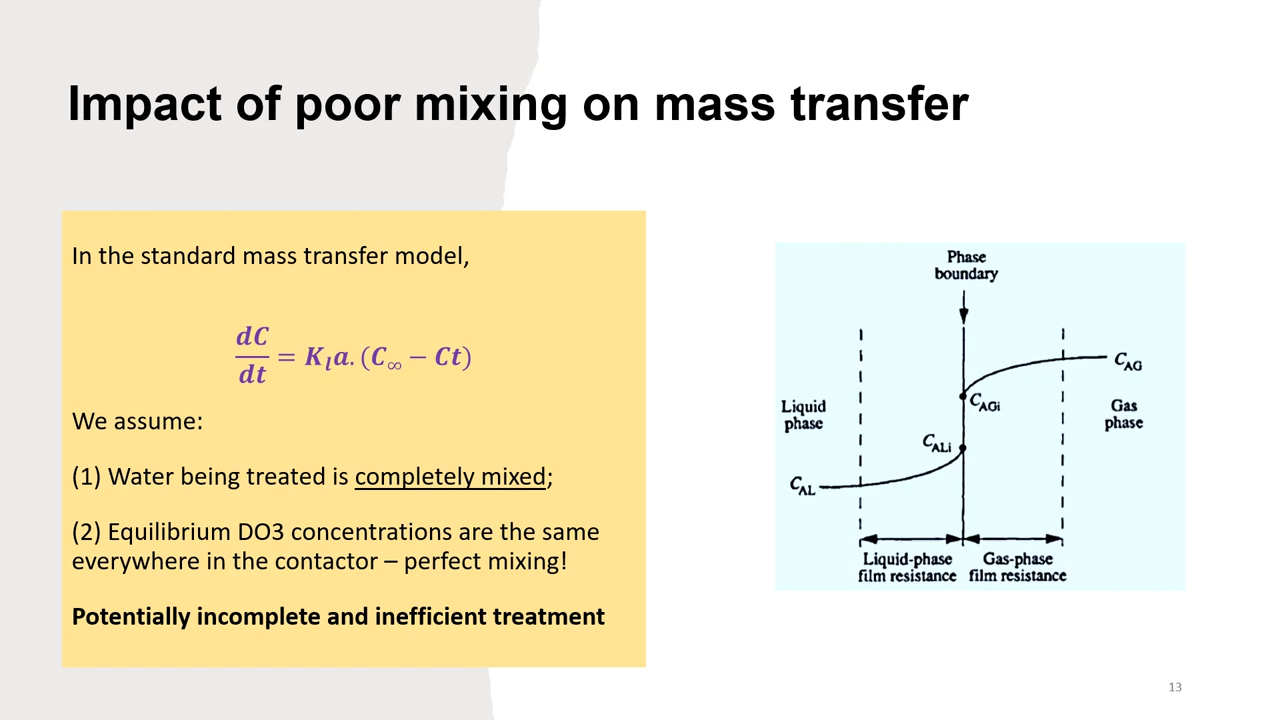 Impact of poor mixing on mass transfer
In the standard mass transfer model,
dC/dt = Kₗa. (C∞ − Ct)
We assume:
(1) Water being treated is completely mixed;
(2) Equilibrium DO3 concentrations are the same
everywhere in the contactor – perfect mixing!
Potentially incomplete and inefficient treatment
Phase
boundary
C_AG
C_AGi
Liquid
phase
Gas
phase
C_ALi
C_AL
Liquid-phase
film resistance
Gas-phase
film resistance
13